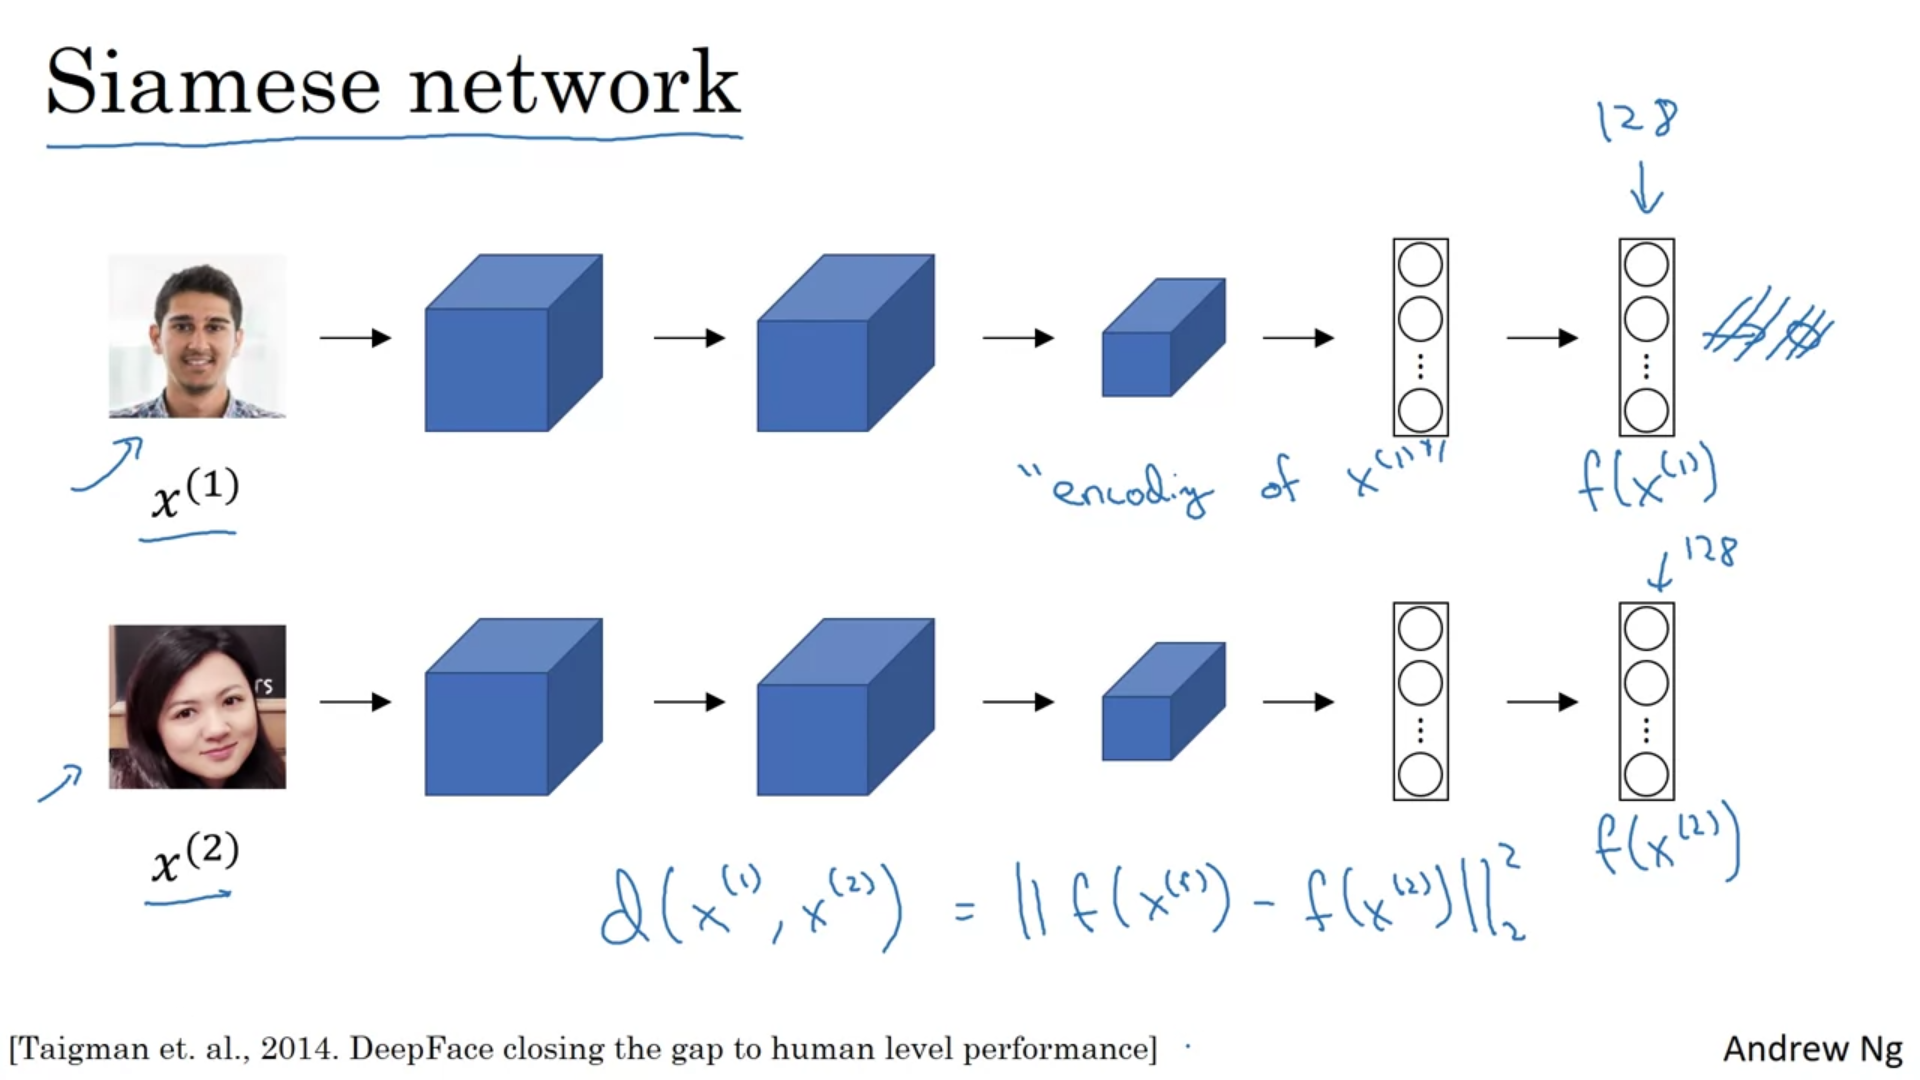 Siamese network
128
x⁽¹⁾
"encoding of x⁽¹⁾"
f(x⁽¹⁾)
128
rs
x⁽²⁾
f(x⁽²⁾)
d(x⁽¹⁾, x⁽²⁾) = ||f(x⁽¹⁾) - f(x⁽²⁾)||₂²
[Taigman et. al., 2014. DeepFace closing the gap to human level performance]
Andrew Ng